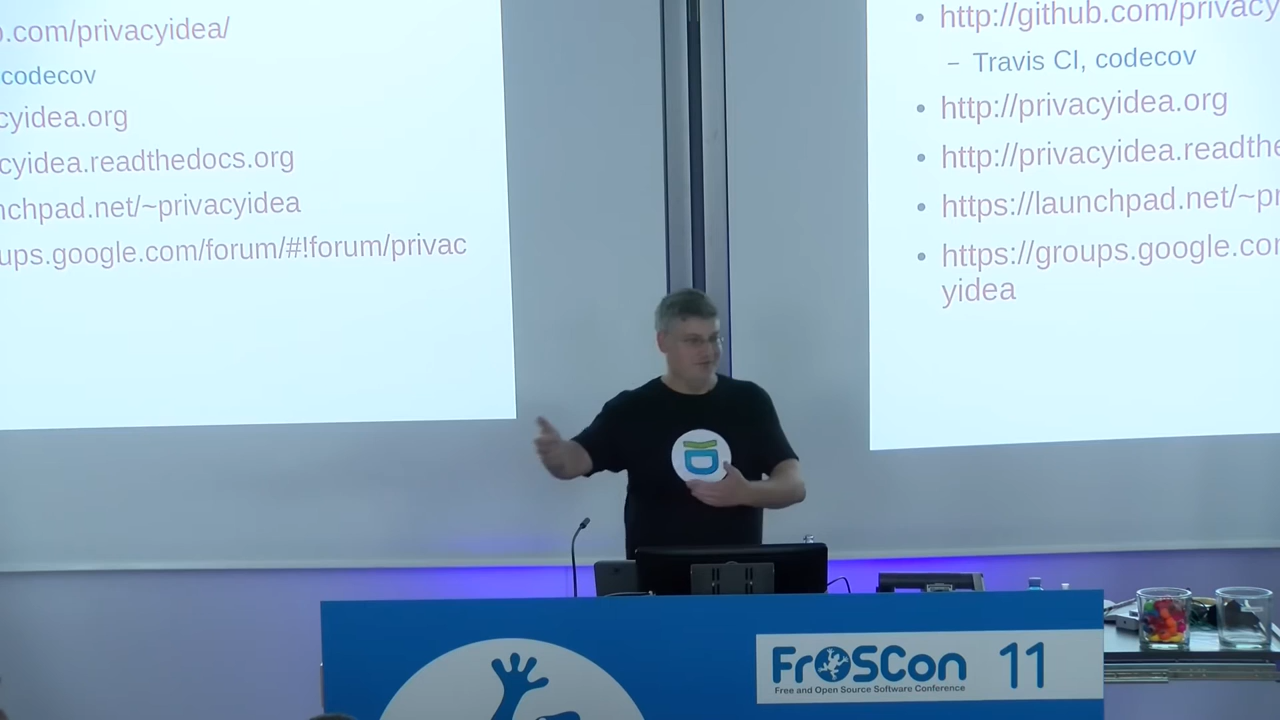 b.com/privacyidea/
codecov
cyidea.org
cyidea.readthedocs.org
nchpad.net/~privacyidea
ups.google.com/forum/#!forum/privac
http://github.com/privacy
– Travis CI, codecov
http://privacyidea.org
http://privacyidea.readthe
https://launchpad.net/~pr
https://groups.google.com
yidea
iD
FrOSCon 11
Free and Open Source Software Conference